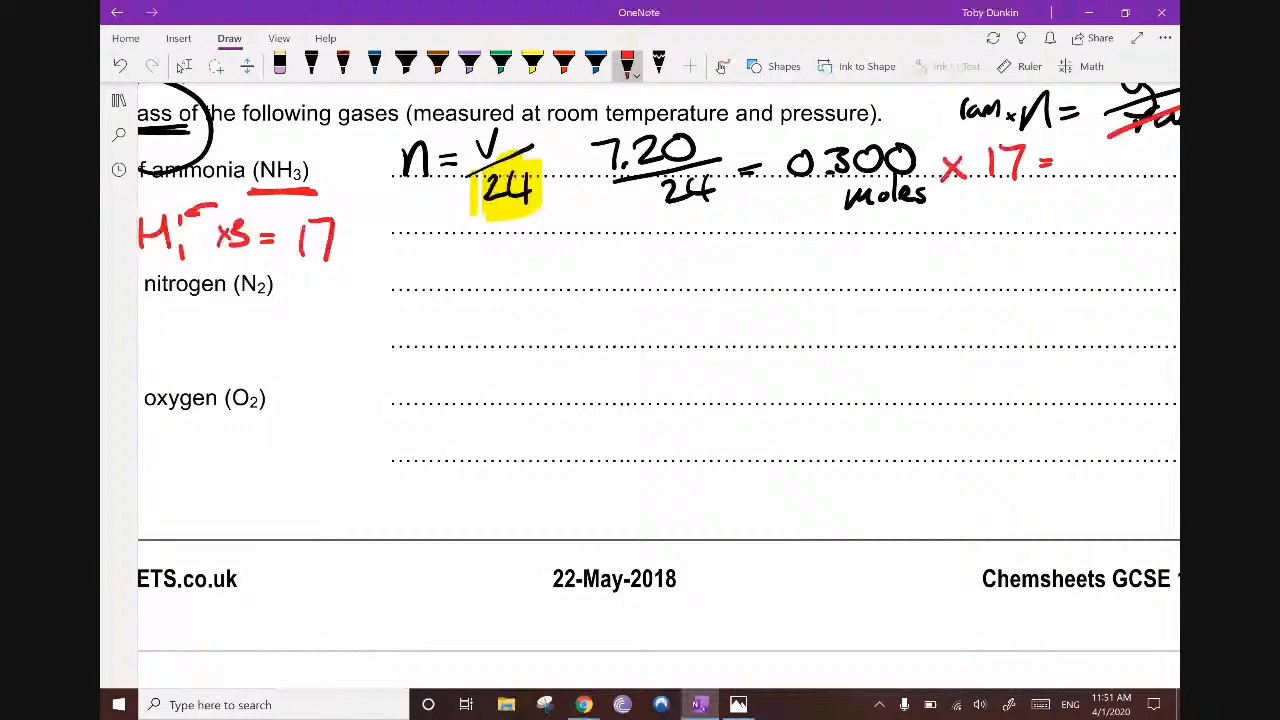 OneNote
Toby Dunkin
Home Insert Draw View Help
Share
Shapes Ink to Shape Ink to Text Ruler Math
ass of the following gases (measured at room temperature and pressure).
n =
f ammonia (NH₃)
n = v/24 7.20/24 = 0.300 moles × 17 =
H ×3 = 17
nitrogen (N₂)
oxygen (O₂)
ETS.co.uk 22-May-2018 Chemsheets GCSE 1
Type here to search
ENG
11:51 AM
4/1/2020